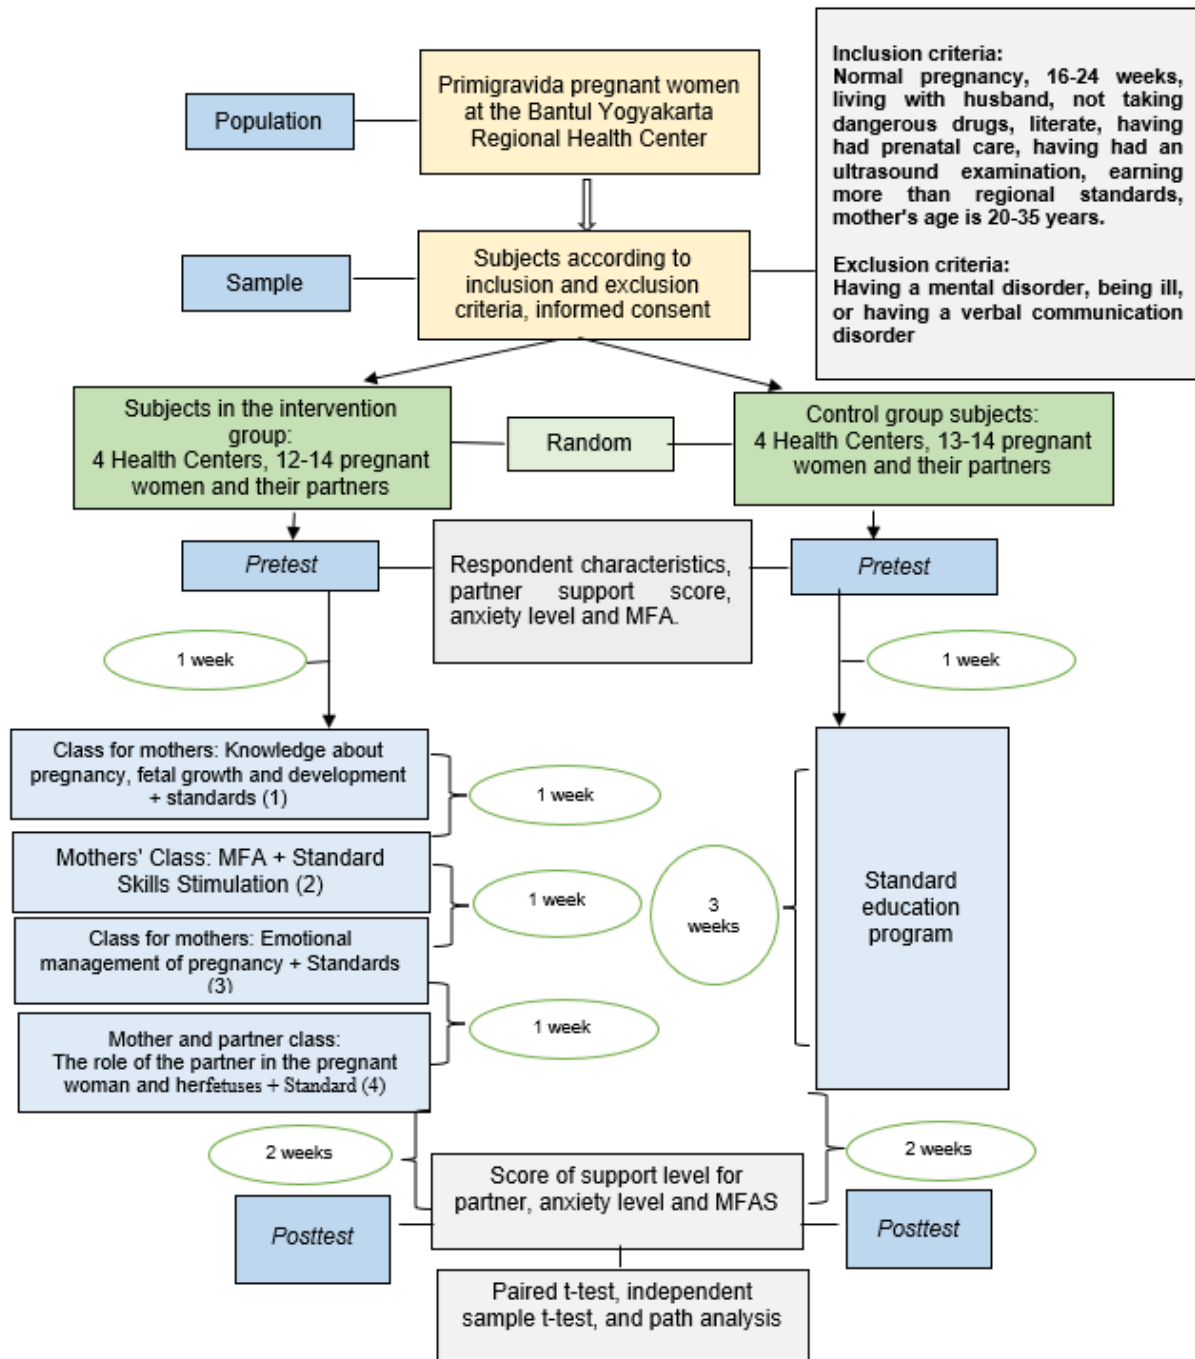 Population
Primigravida pregnant women
at the Bantul Yogyakarta
Regional Health Center
Inclusion criteria:
Normal pregnancy, 16-24 weeks,
living with husband, not taking
dangerous drugs, literate, having
had prenatal care, having had an
ultrasound examination, earning
more than regional standards,
mother's age is 20-35 years.
Exclusion criteria:
Having a mental disorder, being ill,
or having a verbal communication
disorder
Sample
Subjects according to
inclusion and exclusion
criteria, informed consent
Subjects in the intervention
group:
4 Health Centers, 12-14 pregnant
women and their partners
Random
Control group subjects:
4 Health Centers, 13-14 pregnant
women and their partners
Pretest
Respondent characteristics,
partner support score,
anxiety level and MFA.
Pretest
1 week
1 week
Class for mothers: Knowledge about
pregnancy, fetal growth and development
+ standards (1)
1 week
Mothers' Class: MFA + Standard
Skills Stimulation (2)
1 week
Class for mothers: Emotional
management of pregnancy + Standards
(3)
1 week
Mother and partner class:
The role of the partner in the pregnant
woman and herfetuses + Standard (4)
3
weeks
Standard
education
program
2 weeks
2 weeks
Posttest
Score of support level for
partner, anxiety level and MFAS
Posttest
Paired t-test, independent
sample t-test, and path analysis